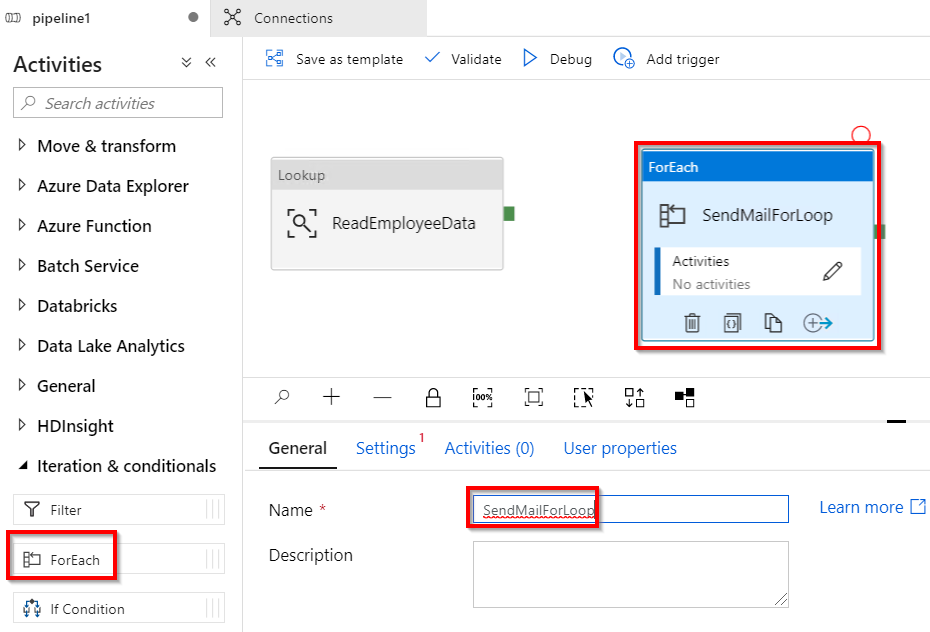 pipeline1
Connections
Activities
Search activities
Move & transform
Azure Data Explorer
Azure Function
Batch Service
Databricks
Data Lake Analytics
General
HDInsight
Iteration & conditionals
Filter
ForEach
If Condition
Save as template
Validate
Debug
Add trigger
Lookup
ReadEmployeeData
ForEach
SendMailForLoop
Activities
No activities
100%
General
Settings 1
Activities (0)
User properties
Name *
SendMailForLoop
Learn more
Description